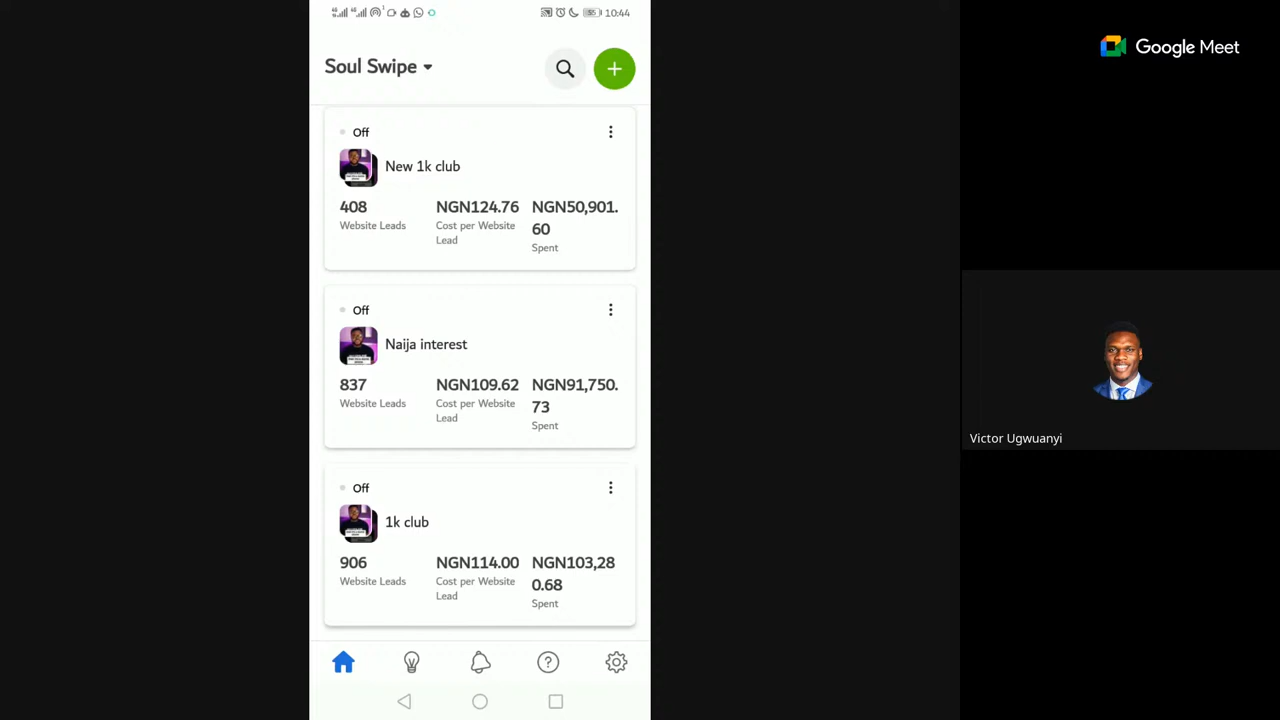 10:44
Google Meet
Soul Swipe
Off
New 1k club
408
NGN124.76
NGN50,901.
60
Website Leads
Cost per Website
Lead
Spent
Off
Naija interest
837
NGN109.62
NGN91,750.
73
Website Leads
Cost per Website
Lead
Spent
Off
1k club
906
NGN114.00
NGN103,28
0.68
Website Leads
Cost per Website
Lead
Spent
Victor Ugwuanyi